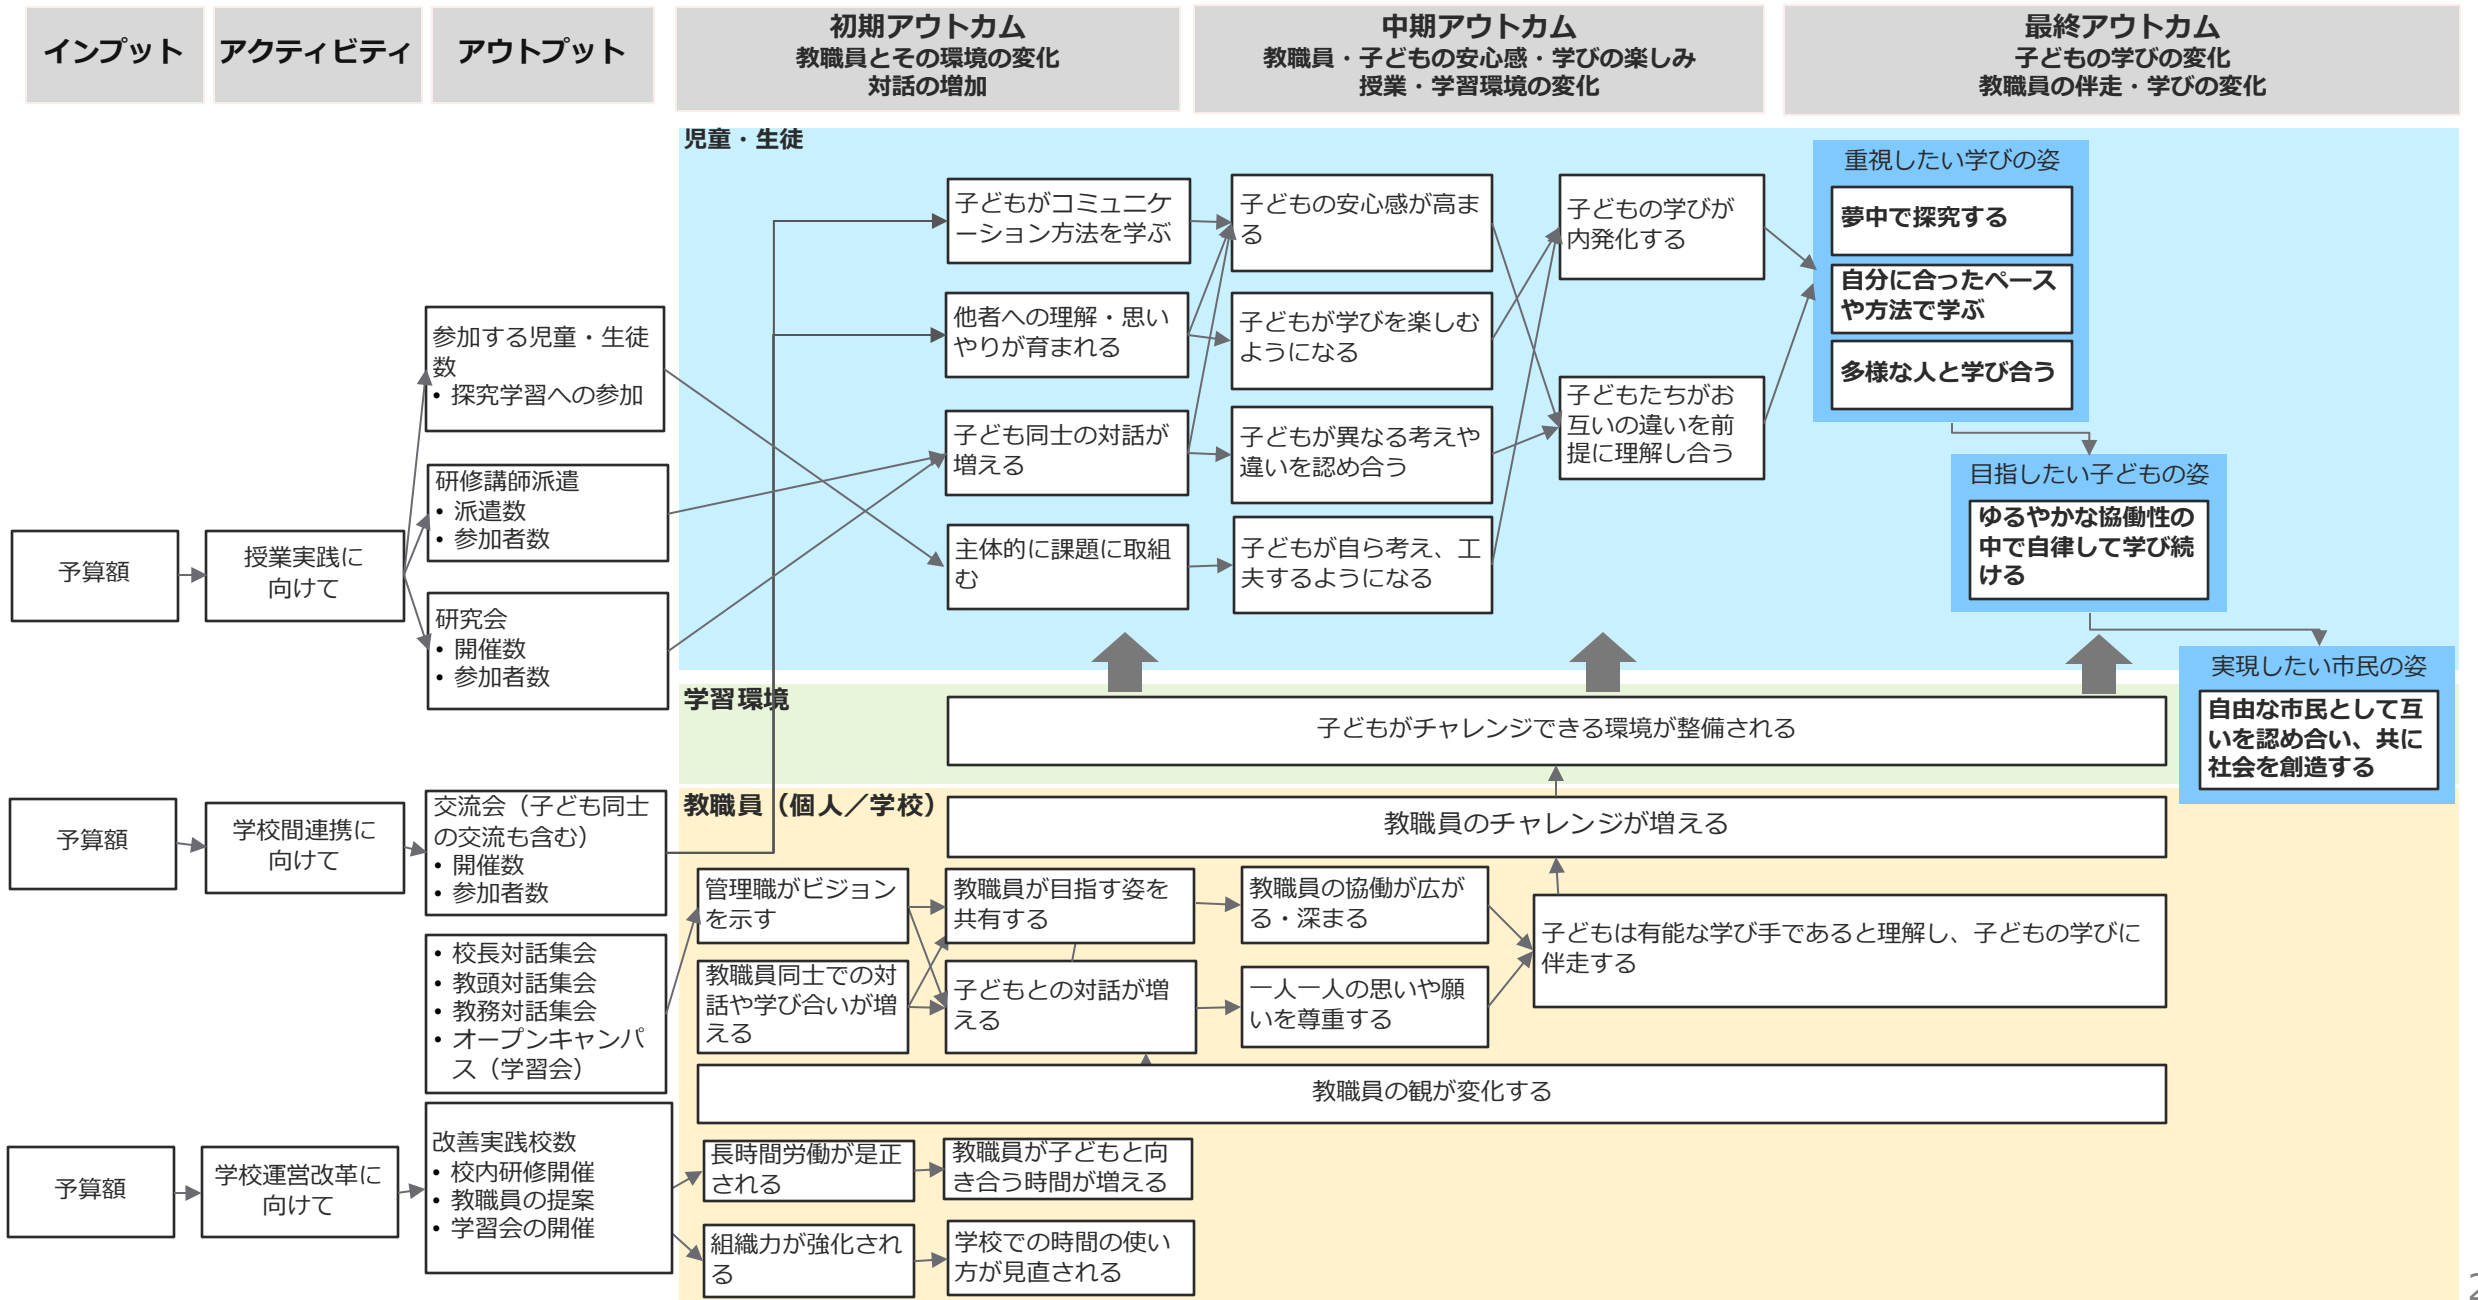 インプット
アクティビティ
アウトプット
初期アウトカム
教職員とその環境の変化
対話の増加
中期アウトカム
教職員・子どもの安心感・学びの楽しみ
授業・学習環境の変化
最終アウトカム
子どもの学びの変化
教職員の伴走・学びの変化
予算額
授業実践に
向けて
参加する児童・生徒
数
• 探究学習への参加
研修講師派遣
• 派遣数
• 参加者数
研究会
• 開催数
• 参加者数
予算額
学校間連携に
向けて
交流会（子ども同士
の交流も含む）
• 開催数
• 参加者数
• 校長対話集会
• 教頭対話集会
• 教務対話集会
• オープンキャンパ
ス（学習会）
予算額
学校運営改革に
向けて
改善実践校数
• 校内研修開催
• 教職員の提案
• 学習会の開催
児童・生徒
子どもがコミュニケ
ーション方法を学ぶ
他者への理解・思い
やりが育まれる
子ども同士の対話が
増える
主体的に課題に取組
む
子どもの安心感が高ま
る
子どもが学びを楽しむ
ようになる
子どもが異なる考えや
違いを認め合う
子どもが自ら考え、工
夫するようになる
子どもの学びが
内発化する
子どもたちがお
互いの違いを前
提に理解し合う
重視したい学びの姿
夢中で探究する
自分に合ったペース
や方法で学ぶ
多様な人と学び合う
目指したい子どもの姿
ゆるやかな協働性の
中で自律して学び続
ける
実現したい市民の姿
自由な市民として互
いを認め合い、共に
社会を創造する
学習環境
子どもがチャレンジできる環境が整備される
教職員（個人／学校）
教職員のチャレンジが増える
管理職がビジョン
を示す
教職員同士での対
話や学び合いが増
える
教職員が目指す姿を
共有する
子どもとの対話が増
える
教職員の協働が広が
る・深まる
一人一人の思いや願
いを尊重する
子どもは有能な学び手であると理解し、子どもの学びに
伴走する
教職員の観が変化する
長時間労働が是正
される
教職員が子どもと向
き合う時間が増える
組織力が強化され
る
学校での時間の使い
方が見直される